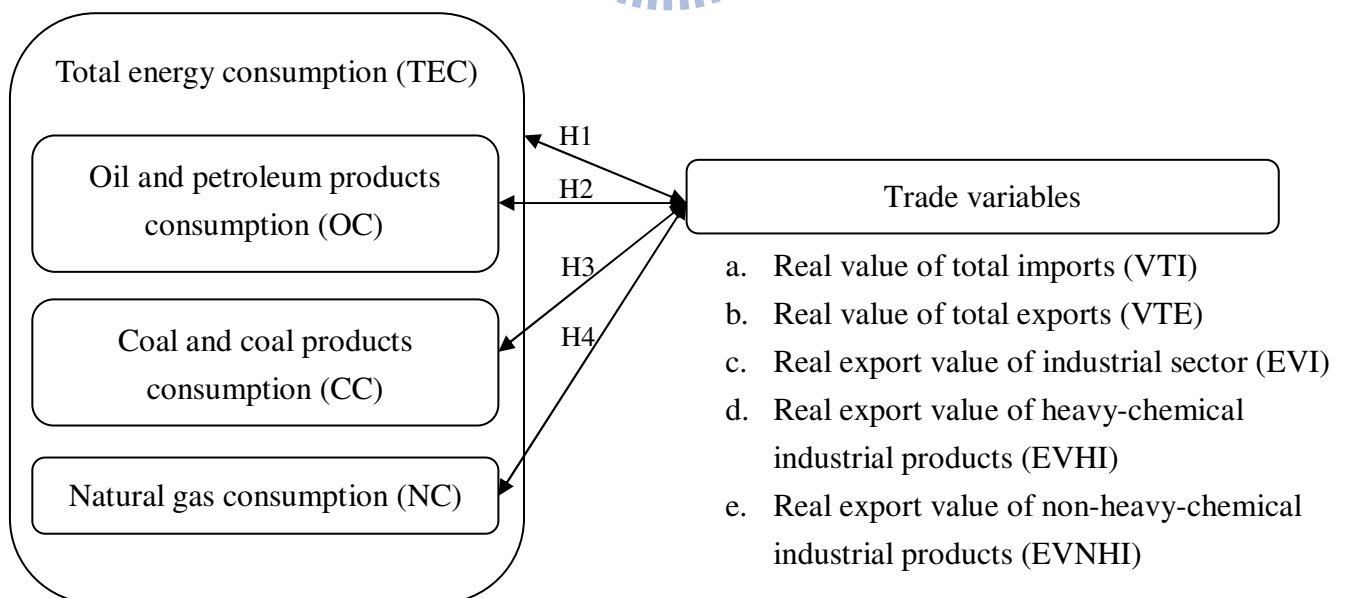 Total energy consumption (TEC)
Oil and petroleum products
consumption (OC)
Coal and coal products
consumption (CC)
Natural gas consumption (NC)
H1
H2
H3
H4
Trade variables
a. Real value of total imports (VTI)
b. Real value of total exports (VTE)
c. Real export value of industrial sector (EVI)
d. Real export value of heavy-chemical
industrial products (EVHI)
e. Real export value of non-heavy-chemical
industrial products (EVNHI)